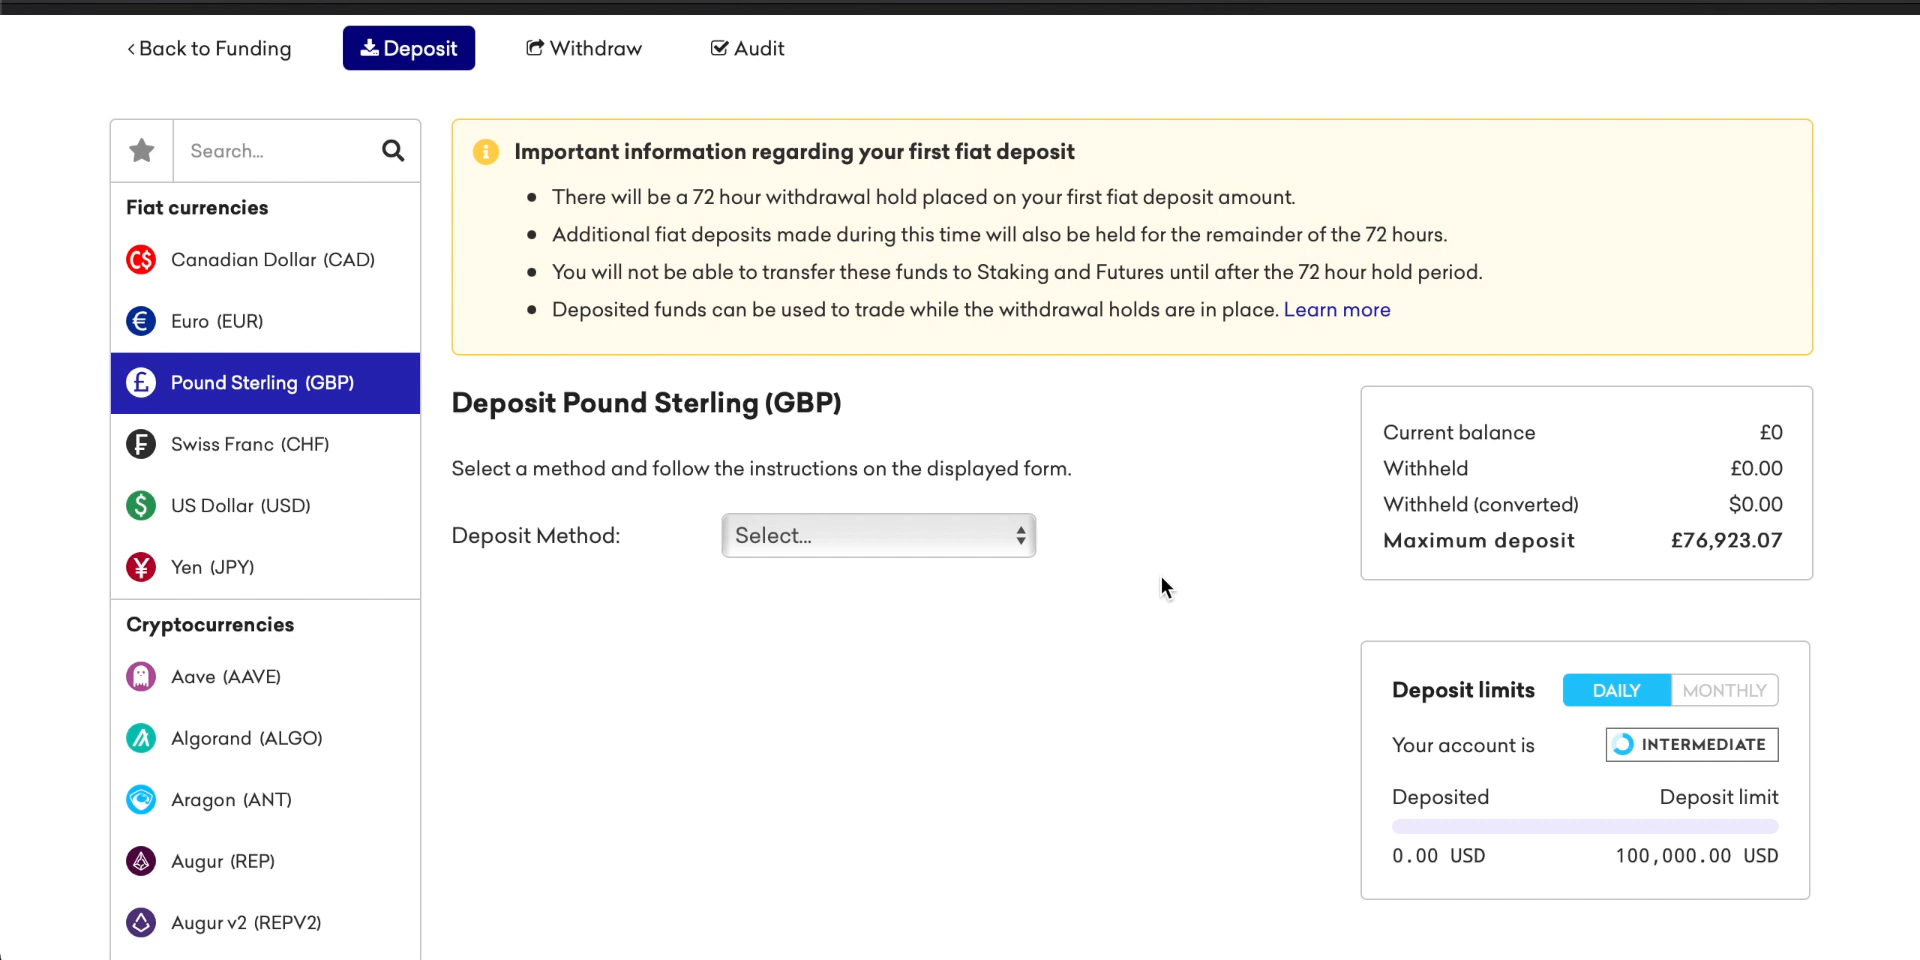 Back to Funding
Deposit
Withdraw
Audit
Search...
Fiat currencies
Canadian Dollar (CAD)
Euro (EUR)
Pound Sterling (GBP)
Swiss Franc (CHF)
US Dollar (USD)
Yen (JPY)
Cryptocurrencies
Aave (AAVE)
Algorand (ALGO)
Aragon (ANT)
Augur (REP)
Augur v2 (REPV2)
Important information regarding your first fiat deposit
There will be a 72 hour withdrawal hold placed on your first fiat deposit amount.
Additional fiat deposits made during this time will also be held for the remainder of the 72 hours.
You will not be able to transfer these funds to Staking and Futures until after the 72 hour hold period.
Deposited funds can be used to trade while the withdrawal holds are in place. Learn more
Deposit Pound Sterling (GBP)
Select a method and follow the instructions on the displayed form.
Deposit Method: Select...
Current balance £0
Withheld £0.00
Withheld (converted) $0.00
Maximum deposit £76,923.07
Deposit limits DAILY MONTHLY
Your account is INTERMEDIATE
Deposited Deposit limit
0.00 USD 100,000.00 USD